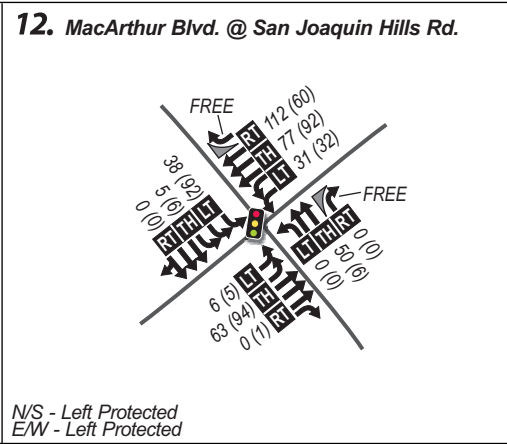 12. MacArthur Blvd. @ San Joaquin Hills Rd.
FREE
RT 112 (60)
TH 77 (92)
LT 31 (32)
38 (92) LT
5 (6) TH
0 (0) RT
FREE
LT 0 (0)
TH 50 (6)
RT 0 (0)
6 (5) LT
63 (94) TH
0 (1) RT
N/S - Left Protected
E/W - Left Protected